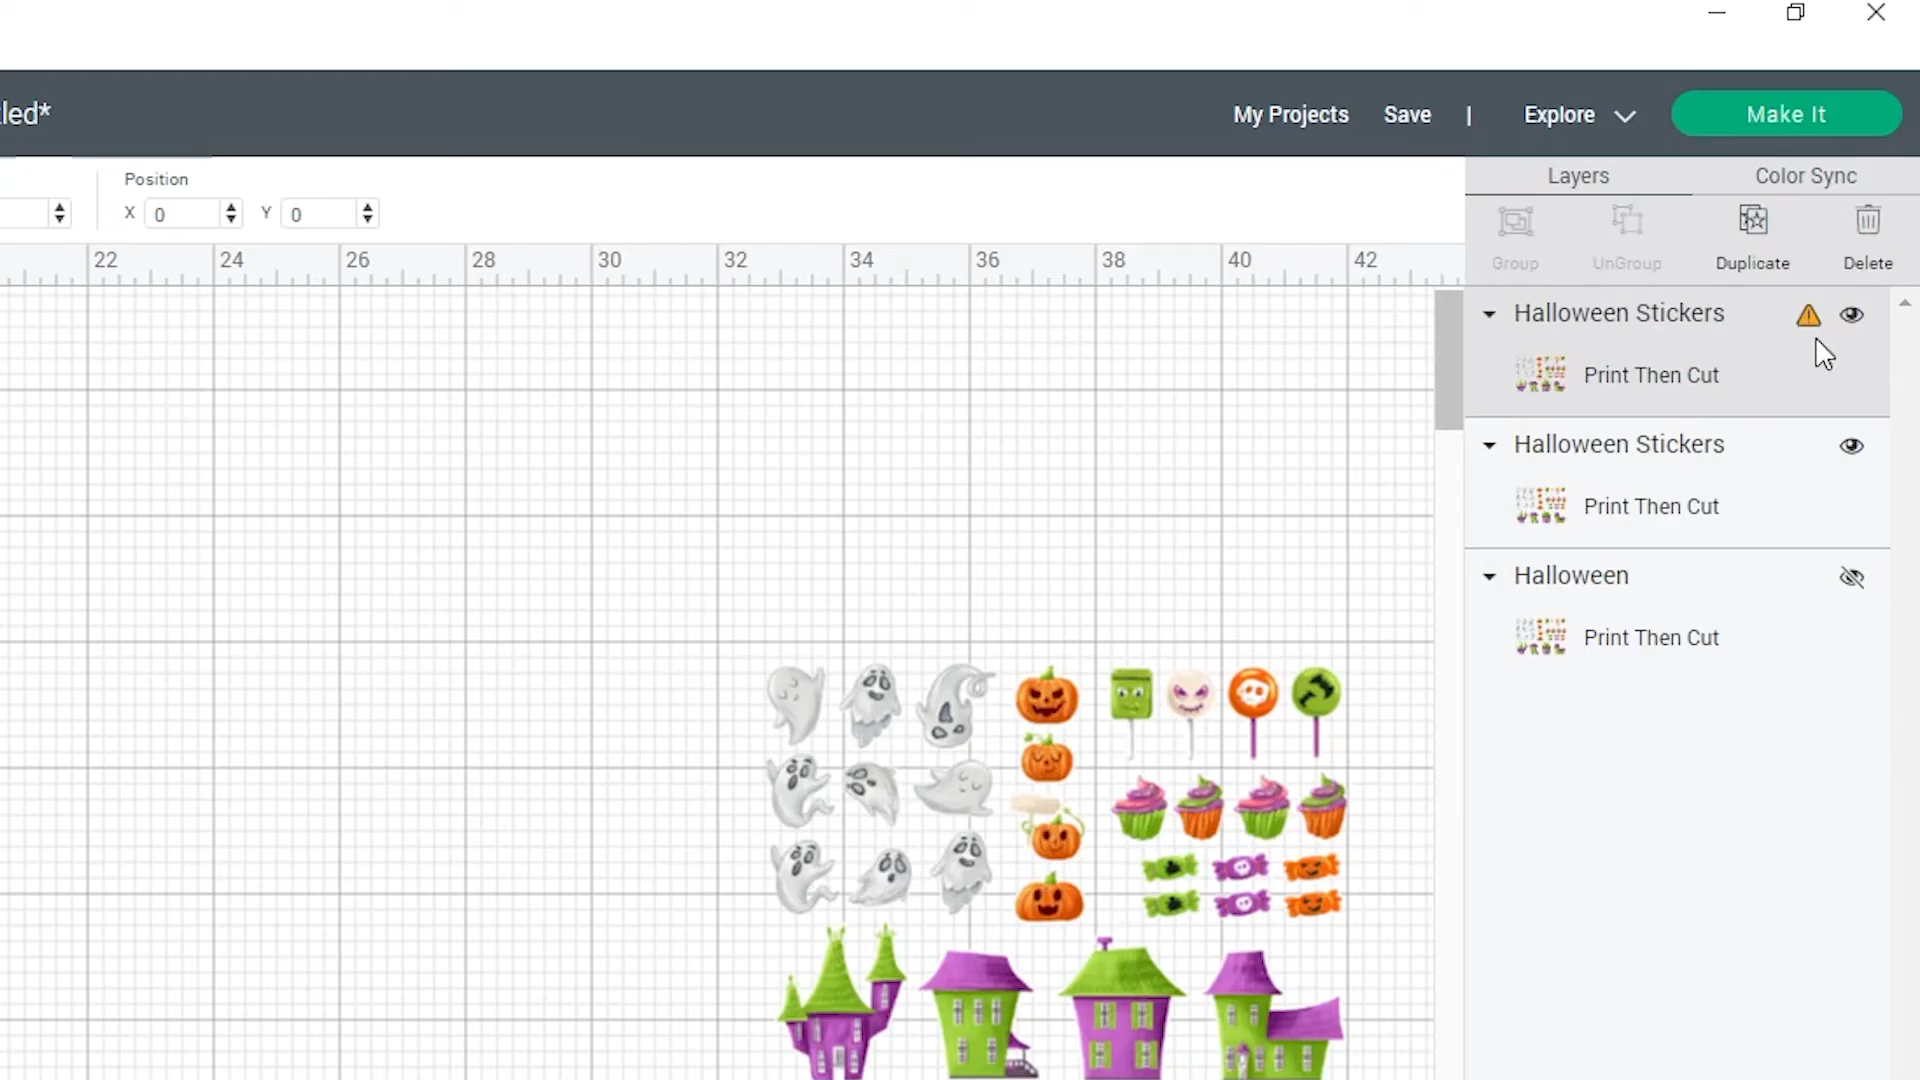 led*
My Projects Save | Explore Make It
Position
X 0 Y 0
Layers Color Sync
Group UnGroup Duplicate Delete
22 24 26 28 30 32 34 36 38 40 42
Halloween Stickers
Print Then Cut
Halloween Stickers
Print Then Cut
Halloween
Print Then Cut